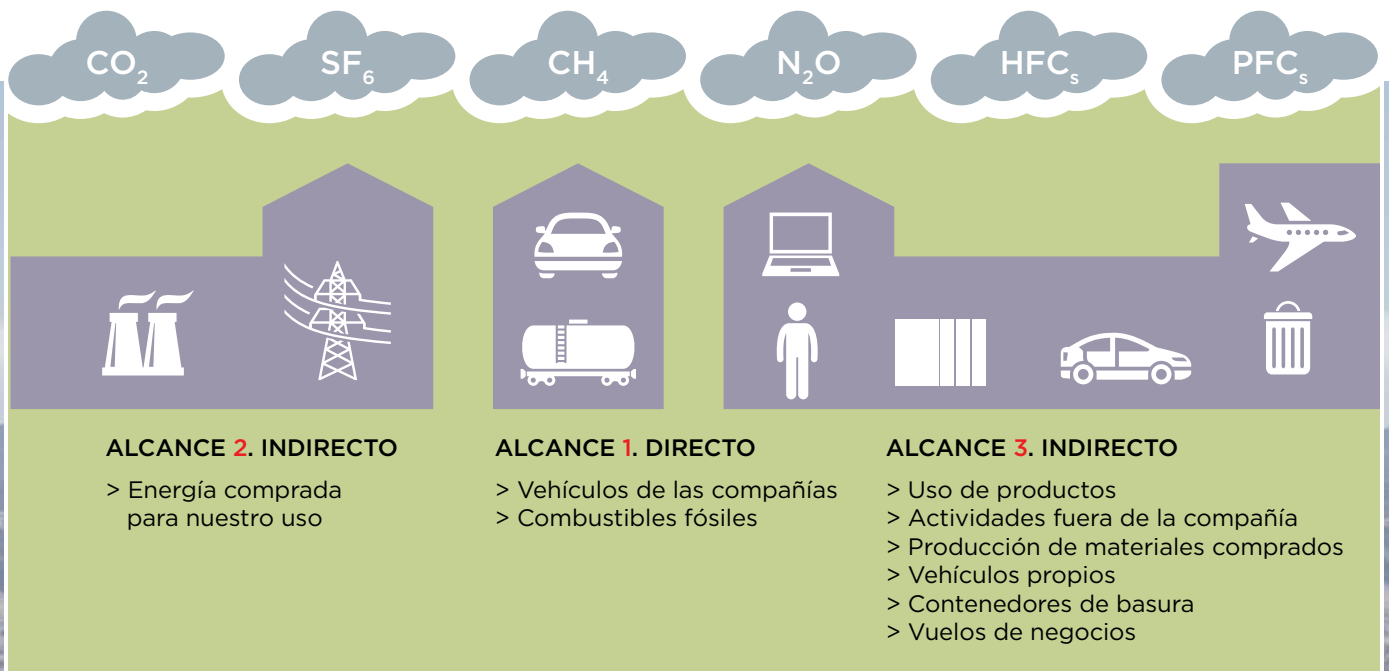 CO₂
SF₆
CH₄
N₂O
HFCₛ
PFCₛ
ALCANCE 2. INDIRECTO
> Energía comprada
para nuestro uso
ALCANCE 1. DIRECTO
> Vehículos de las compañías
> Combustibles fósiles
ALCANCE 3. INDIRECTO
> Uso de productos
> Actividades fuera de la compañía
> Producción de materiales comprados
> Vehículos propios
> Contenedores de basura
> Vuelos de negocios